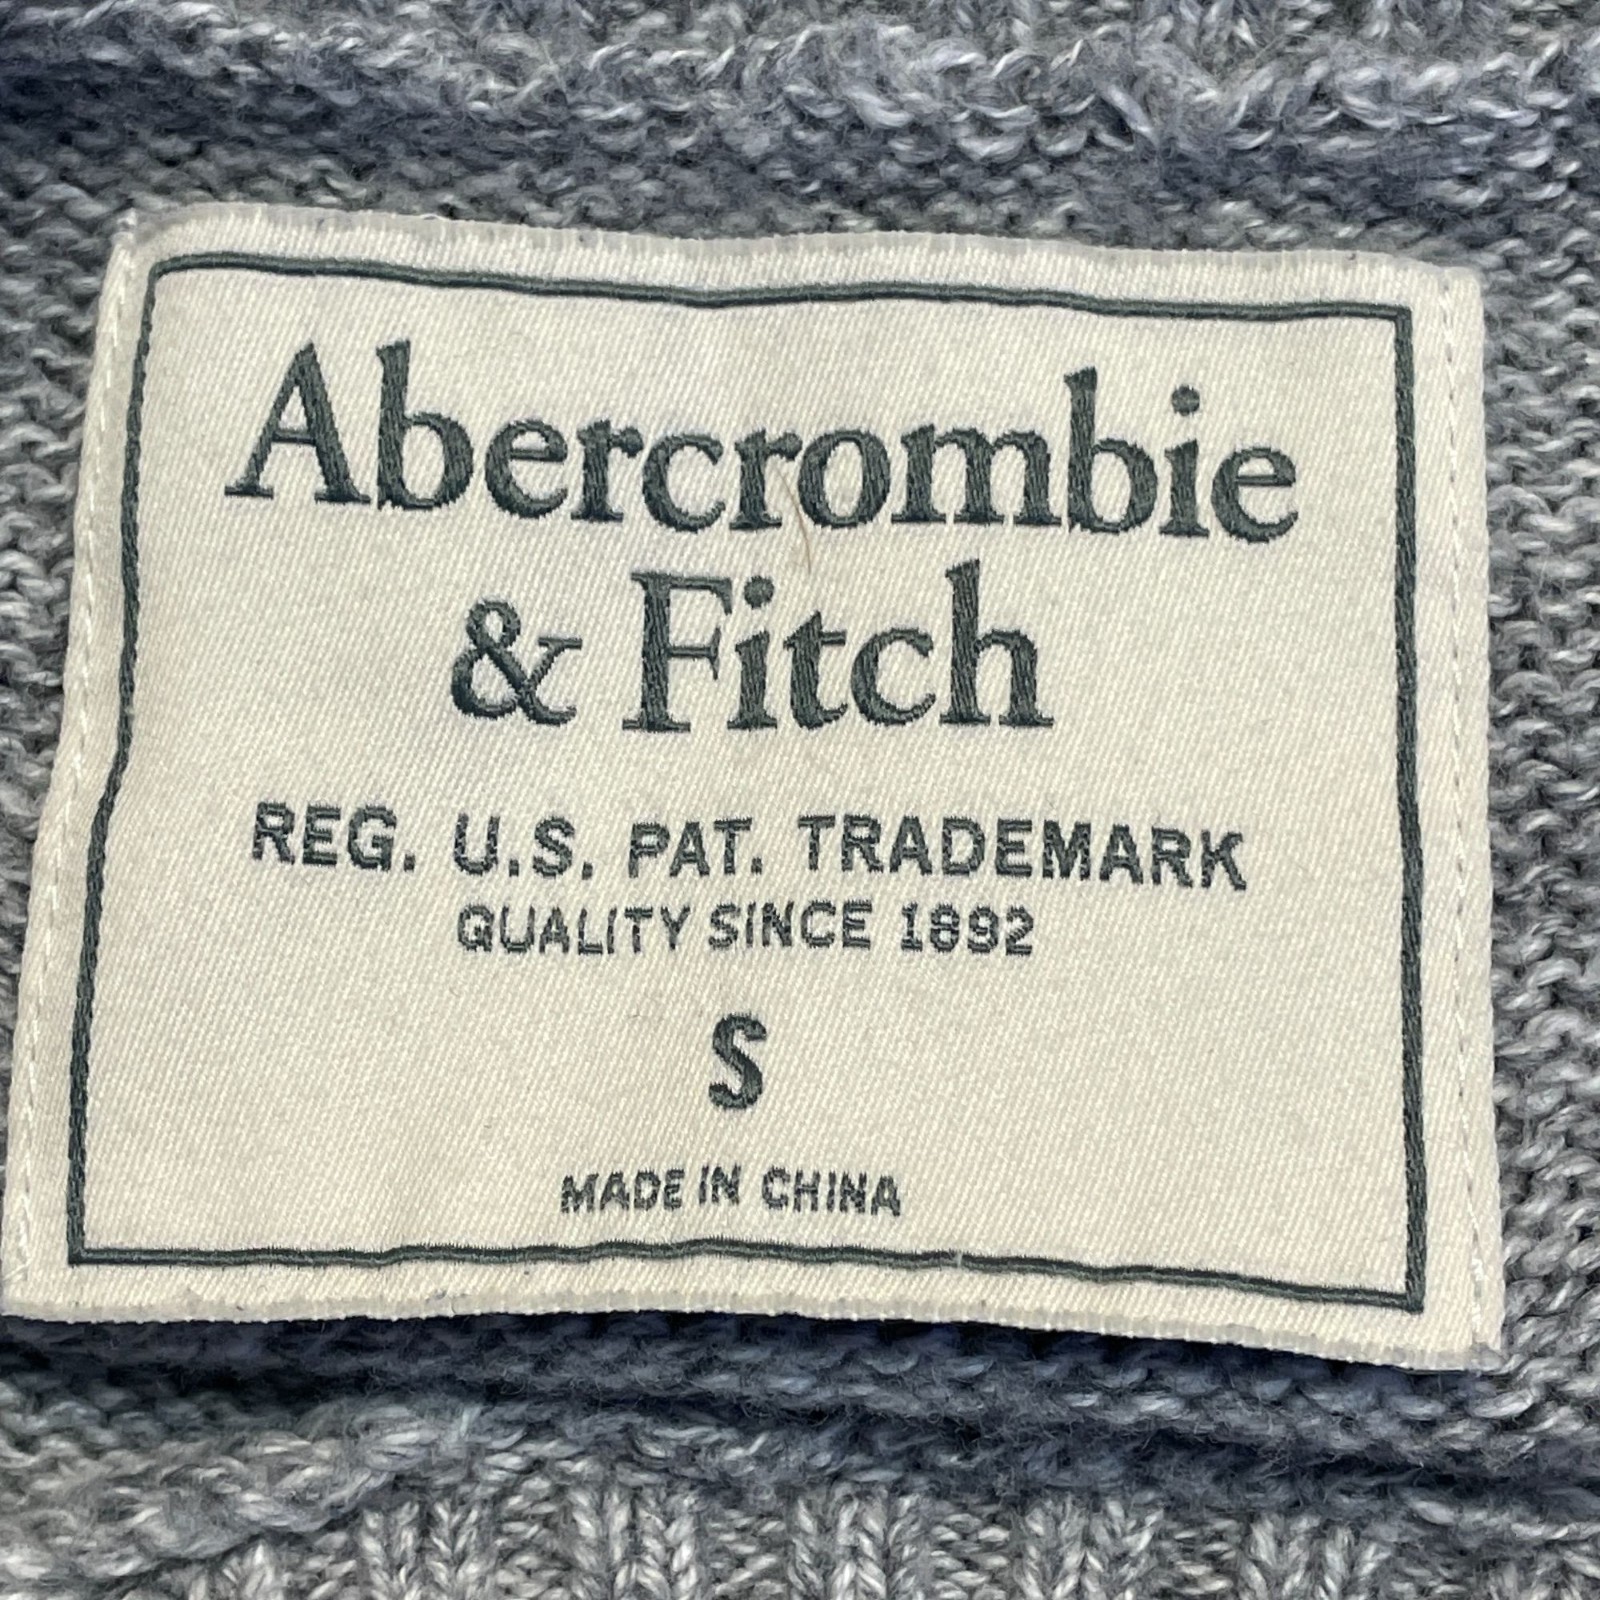 Abercrombie
& Fitch
REG. U.S. PAT. TRADEMARK
QUALITY SINCE 1892
S
MADE IN CHINA